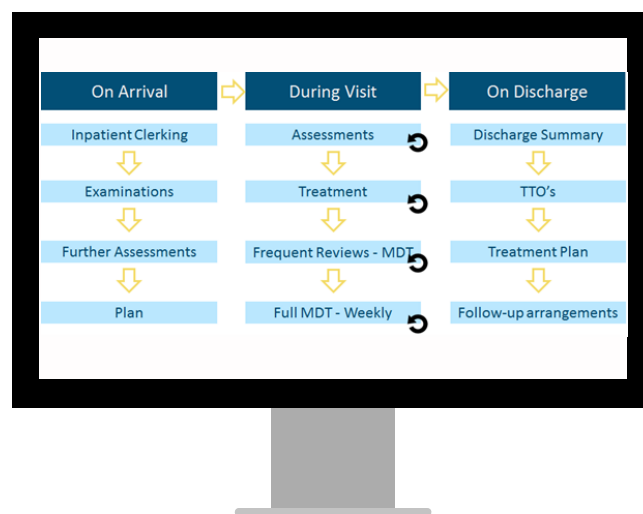 On Arrival
During Visit
On Discharge
Inpatient Clerking
Assessments
Discharge Summary
Examinations
Treatment
TTO's
Further Assessments
Frequent Reviews - MDT
Treatment Plan
Plan
Full MDT - Weekly
Follow-up arrangements